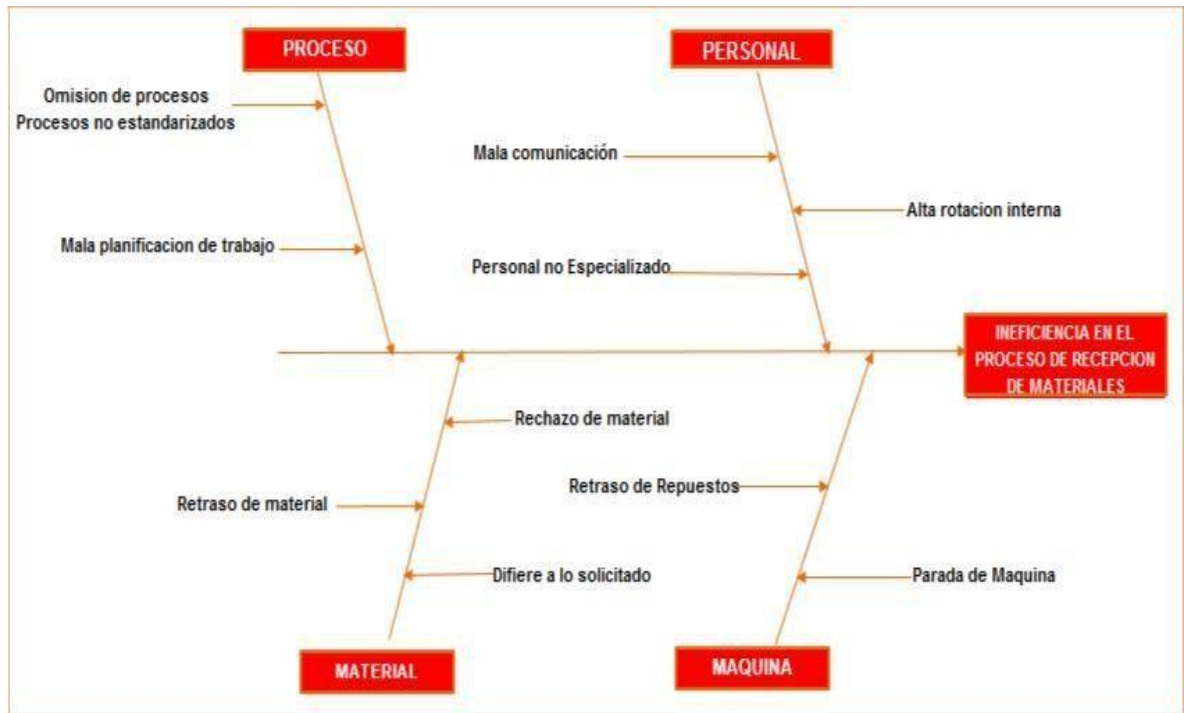 PROCESO
PERSONAL
Omision de procesos
Procesos no estandarizados
Mala comunicación
Alta rotacion interna
Mala planificacion de trabajo
Personal no Especializado
INEFICIENCIA EN EL
PROCESO DE RECEPCION
DE MATERIALES
Rechazo de material
Retraso de Repuestos
Retraso de material
Difiere a lo solicitado
Parada de Maquina
MATERIAL
MAQUINA